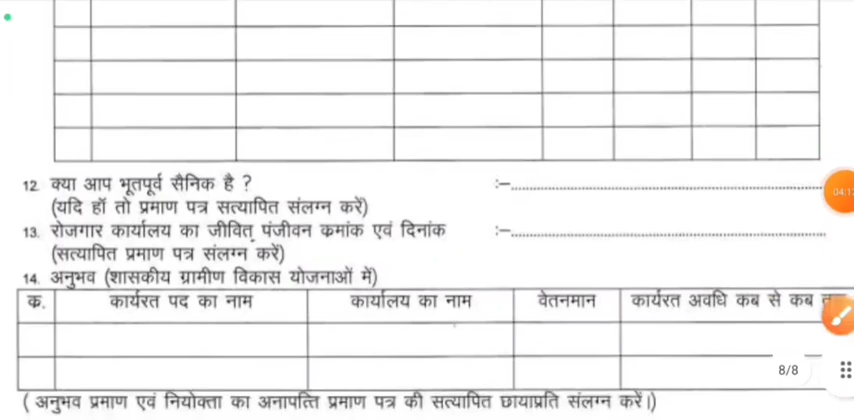 12. क्या आप भूतपूर्व सैनिक है ? :–
(यदि हॉ तो प्रमाण पत्र सत्यापित संलग्न करें)
13. रोजगार कार्यालय का जीवित पंजीवन क्रमांक एवं दिनांक :–
(सत्यापित प्रमाण पत्र संलग्न करें)
14. अनुभव (शासकीय ग्रामीण विकास योजनाओं में)
क्र. कार्यरत पद का नाम कार्यालय का नाम वेतनमान कार्यरत अवधि कब से कब
( अनुभव प्रमाण एवं नियोक्ता का अनापत्ति प्रमाण पत्र की सत्यापित छायाप्रति संलग्न करें।)
04:1
8/8